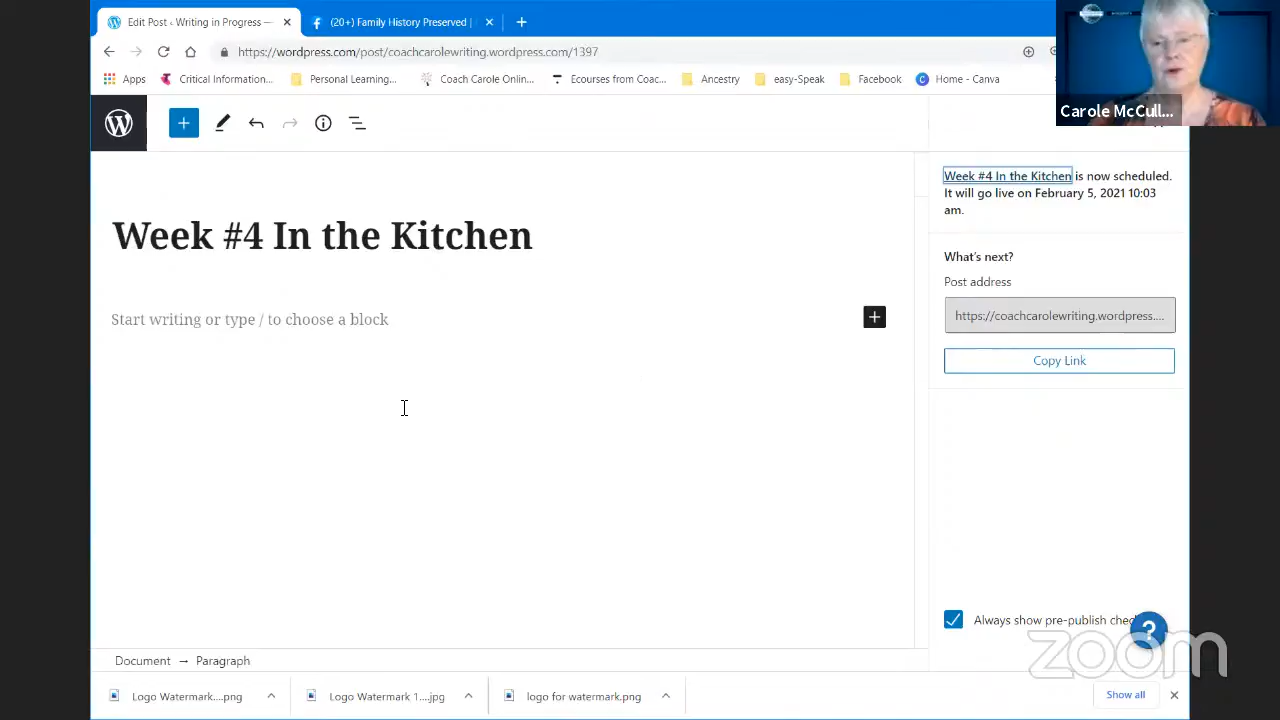 Edit Post ‹ Writing in Progress —
(20+) Family History Preserved |
https://wordpress.com/post/coachcarolewriting.wordpress.com/1397
Apps
Critical Information...
Personal Learning...
Coach Carole Onlin...
Ecourses from Coac...
Ancestry
easy-speak
Facebook
Home - Canva
Carole McCull...
Week #4 In the Kitchen is now scheduled.
It will go live on February 5, 2021 10:03
am.
Week #4 In the Kitchen
What's next?
Post address
https://coachcarolewriting.wordpress....
Start writing or type / to choose a block
Copy Link
Always show pre-publish chec
zoom
Document → Paragraph
Logo Watermark....png
Logo Watermark 1....jpg
logo for watermark.png
Show all